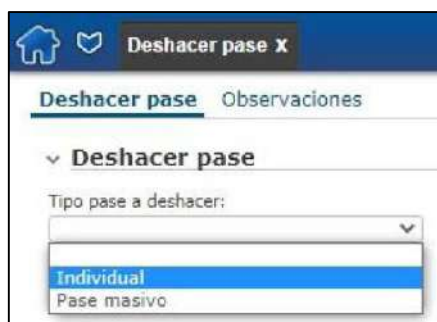 Deshacer pase X
Deshacer pase Observaciones
Deshacer pase
Tipo pase a deshacer:
Individual
Pase masivo